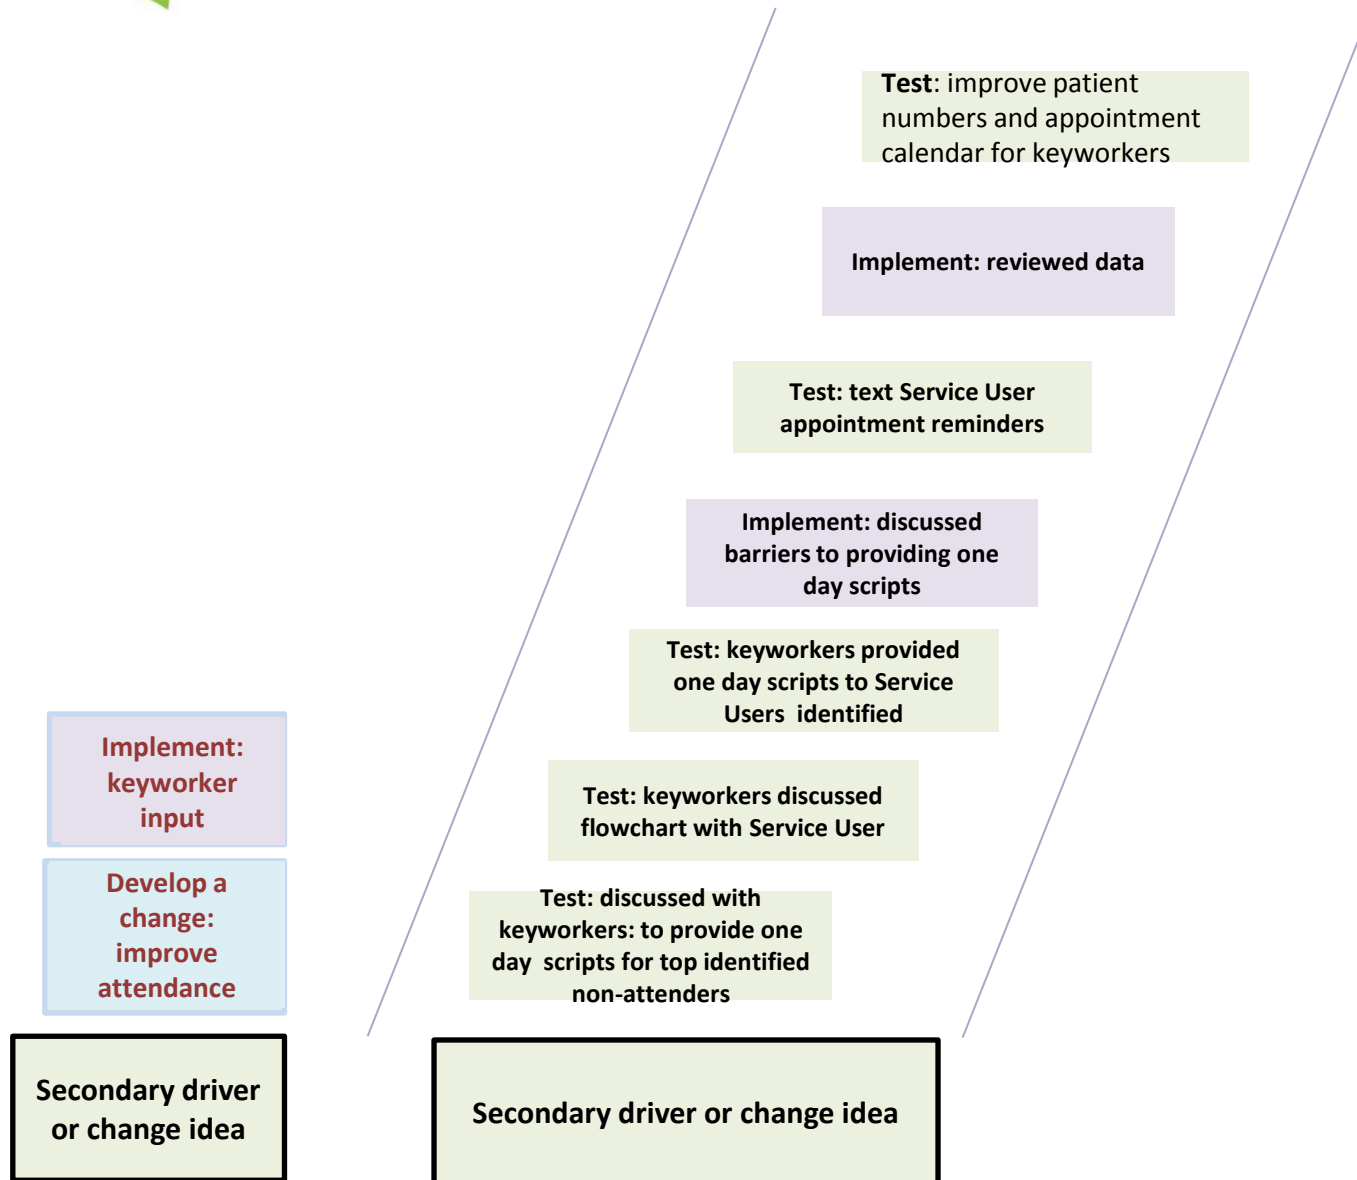 Test: improve patient
numbers and appointment
calendar for keyworkers
Implement: reviewed data
Test: text Service User
appointment reminders
Implement: discussed
barriers to providing one
day scripts
Test: keyworkers provided
one day scripts to Service
Users identified
Implement:
keyworker
input
Test: keyworkers discussed
flowchart with Service User
Develop a
change:
improve
attendance
Test: discussed with
keyworkers: to provide one
day scripts for top identified
non-attenders
Secondary driver
or change idea
Secondary driver or change idea